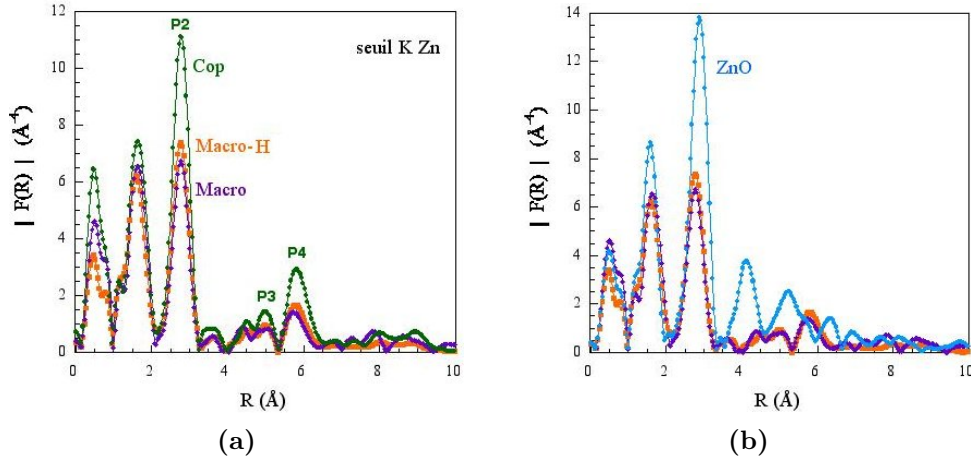 12
10
8
6
4
2
0
| F(R) | (Å⁻⁴)
P2
seuil K Zn
Cop
Macro-H
Macro
P3
P4
0 2 4 6 8 10
R (Å)
(a)
14
12
10
8
6
4
2
0
| F(R) | (Å⁻⁴)
ZnO
0 2 4 6 8 10
R (Å)
(b)